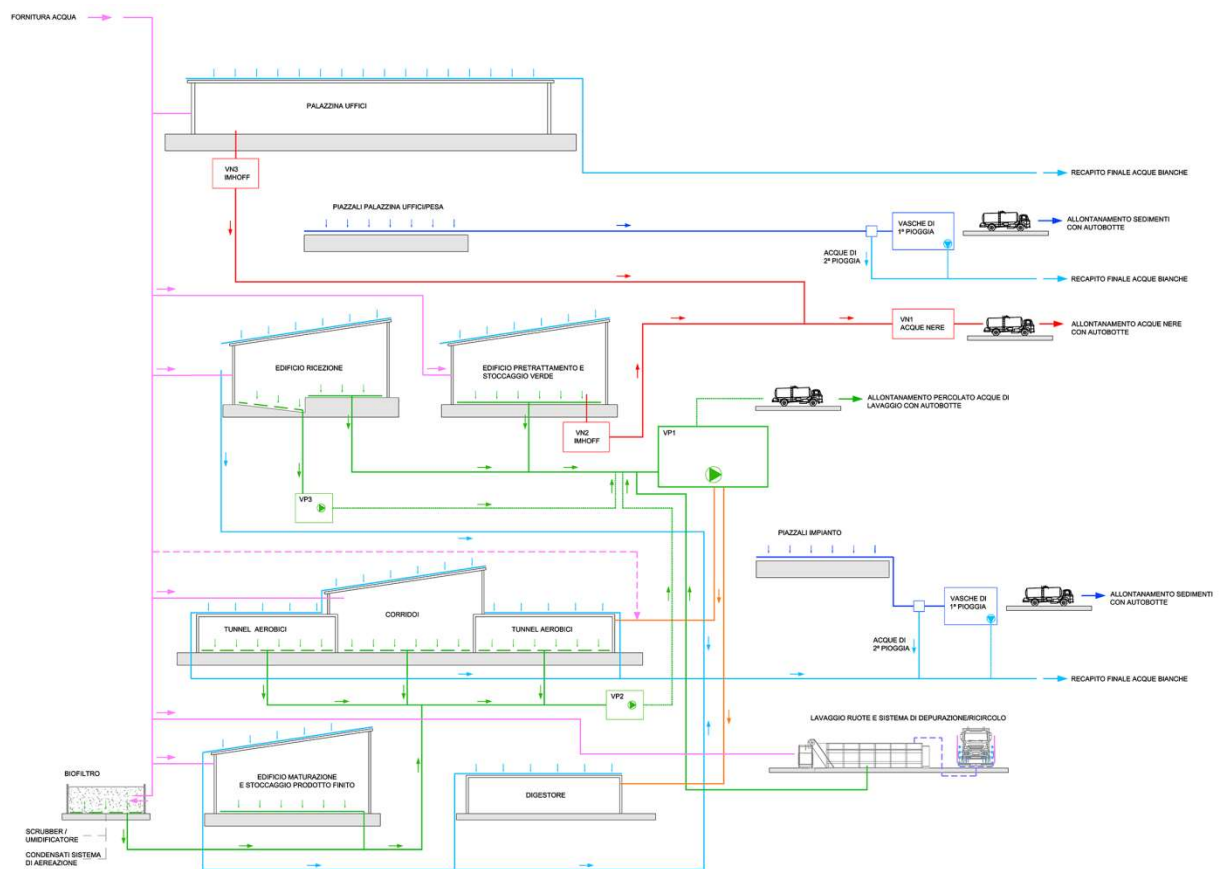 FORNITURA ACQUA
PALAZZINA UFFICI
VN3
IMHOFF
RECAPITO FINALE ACQUE BIANCHE
PIAZZALI PALAZZINA UFFICI/PESA
VASCHE DI
1ª PIOGGIA
ALLONTANAMENTO SEDIMENTI
CON AUTOBOTTE
ACQUE DI
2ª PIOGGIA
RECAPITO FINALE ACQUE BIANCHE
VN1
ACQUE NERE
ALLONTANAMENTO ACQUE NERE
CON AUTOBOTTE
EDIFICIO RICEZIONE
EDIFICIO PRETRATTAMENTO E
STOCCAGGIO VERDE
ALLONTANAMENTO PERCOLATO ACQUE DI
LAVAGGIO CON AUTOBOTTE
VN2
IMHOFF
VP1
VP3
PIAZZALI IMPIANTO
VASCHE DI
1ª PIOGGIA
ALLONTANAMENTO SEDIMENTI
CON AUTOBOTTE
CORRIDOI
TUNNEL AEROBICI
TUNNEL AEROBICI
ACQUE DI
2ª PIOGGIA
RECAPITO FINALE ACQUE BIANCHE
VP2
LAVAGGIO RUOTE E SISTEMA DI DEPURAZIONE/RICIRCOLO
BIOFILTRO
EDIFICIO MATURAZIONE
E STOCCAGGIO PRODOTTO FINITO
DIGESTORE
SCRUBBER /
UMIDIFICATORE
CONDENSATI SISTEMA
DI AEREAZIONE